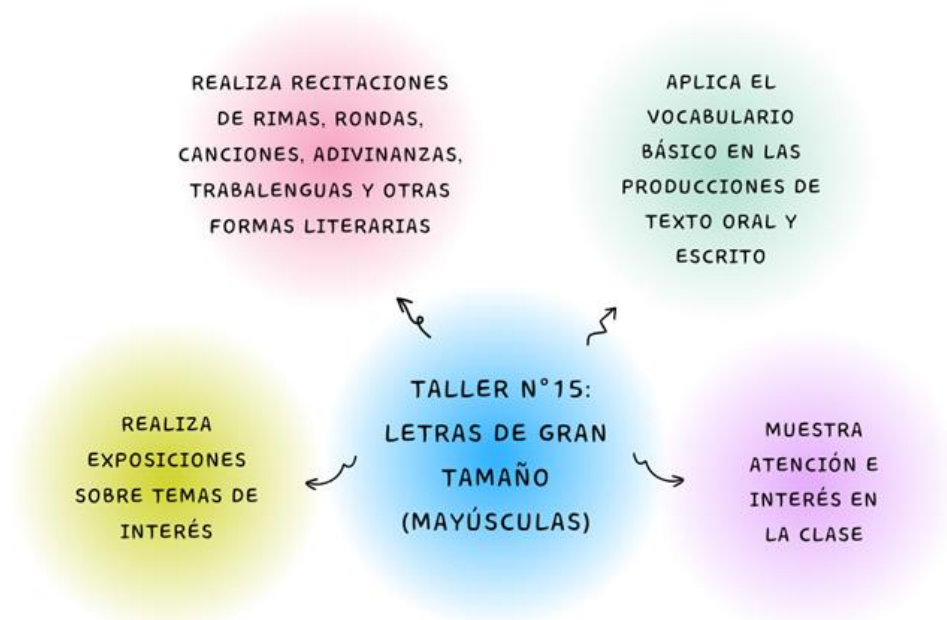 REALIZA RECITACIONES
DE RIMAS, RONDAS,
CANCIONES, ADIVINANZAS,
TRABALENGUAS Y OTRAS
FORMAS LITERARIAS
APLICA EL
VOCABULARIO
BÁSICO EN LAS
PRODUCCIONES DE
TEXTO ORAL Y
ESCRITO
TALLER N°15:
LETRAS DE GRAN
TAMAÑO
(MAYÚSCULAS)
REALIZA
EXPOSICIONES
SOBRE TEMAS DE
INTERÉS
MUESTRA
ATENCIÓN E
INTERÉS EN
LA CLASE